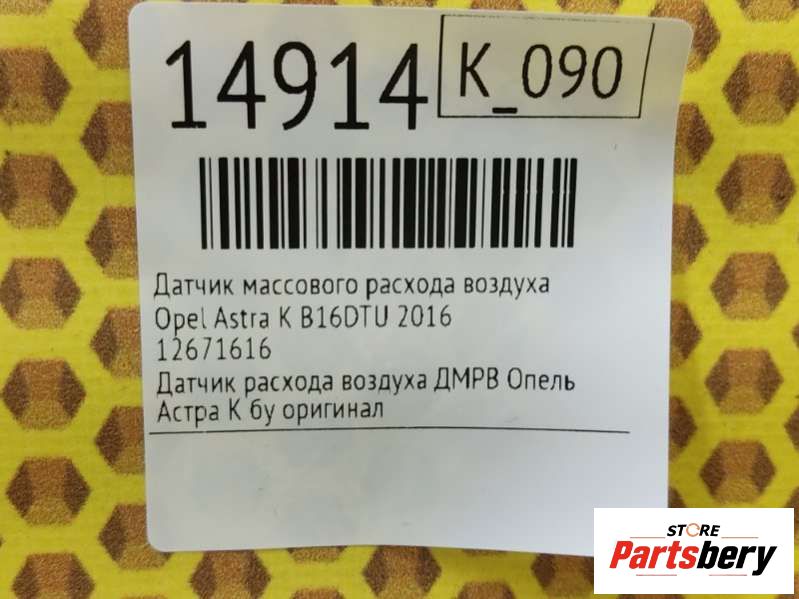 14914
K_090
Датчик массового расхода воздуха
Opel Astra K B16DTU 2016
12671616
Датчик расхода воздуха ДМРВ Опель
Астра К бу оригинал
STORE
Partsbery